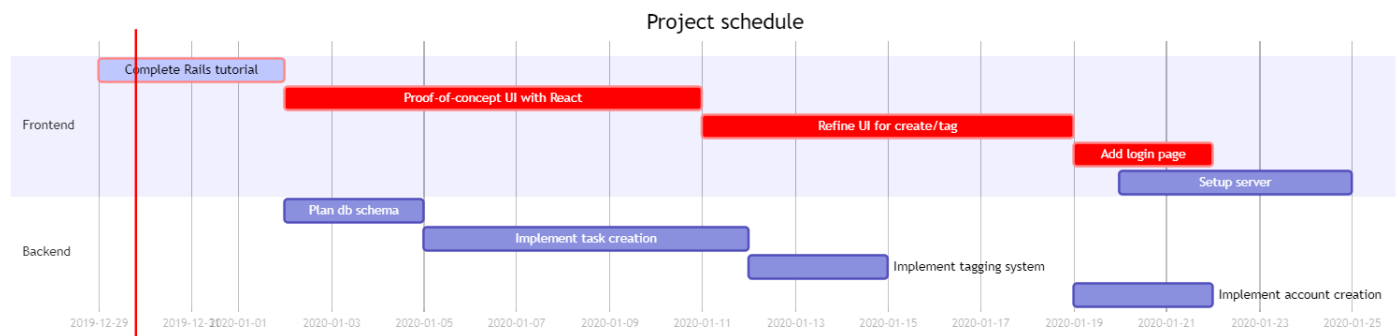 Project schedule
Complete Rails tutorial
Proof-of-concept UI with React
Frontend
Refine UI for create/tag
Add login page
Setup server
Plan db schema
Implement task creation
Backend
Implement tagging system
Implement account creation
2019-12-29 2019-12-31 2020-01-01 2020-01-03 2020-01-05 2020-01-07 2020-01-09 2020-01-11 2020-01-13 2020-01-15 2020-01-17 2020-01-19 2020-01-21 2020-01-23 2020-01-25